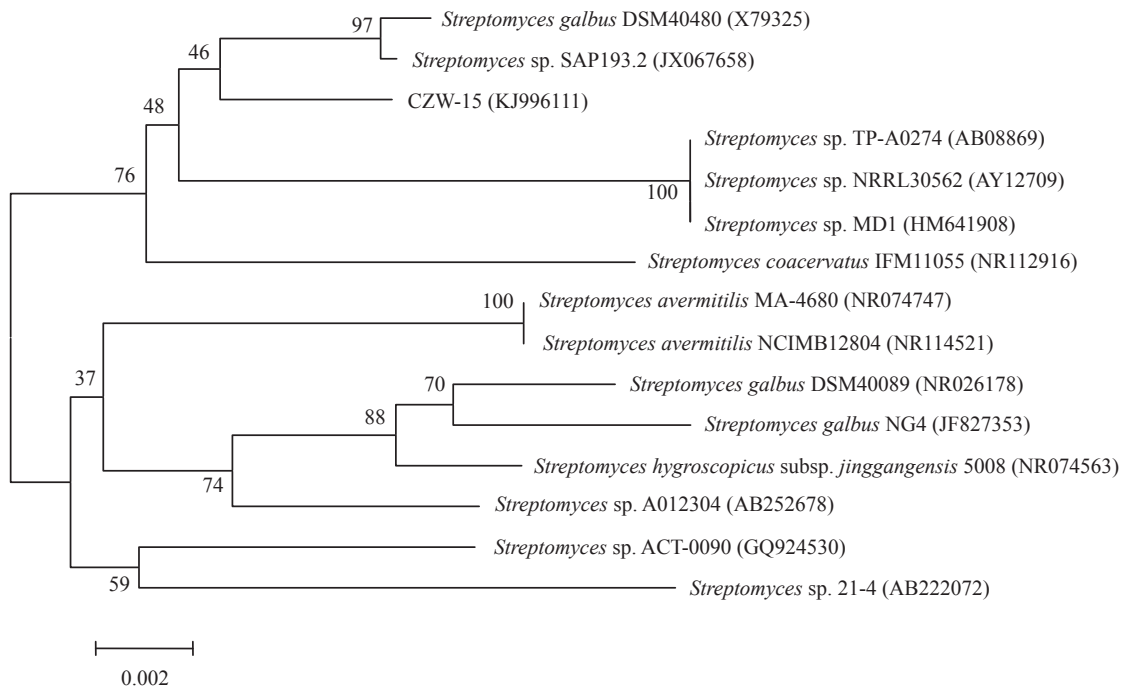 97
Streptomyces galbus DSM40480 (X79325)
46
Streptomyces sp. SAP193.2 (JX067658)
CZW-15 (KJ996111)
48
Streptomyces sp. TP-A0274 (AB08869)
76
Streptomyces sp. NRRL30562 (AY12709)
100
Streptomyces sp. MD1 (HM641908)
Streptomyces coacervatus IFM11055 (NR112916)
100
Streptomyces avermitilis MA-4680 (NR074747)
Streptomyces avermitilis NCIMB12804 (NR114521)
37
70
Streptomyces galbus DSM40089 (NR026178)
88
Streptomyces galbus NG4 (JF827353)
Streptomyces hygroscopicus subsp. jinggangensis 5008 (NR074563)
74
Streptomyces sp. A012304 (AB252678)
Streptomyces sp. ACT-0090 (GQ924530)
59
Streptomyces sp. 21-4 (AB222072)
0.002